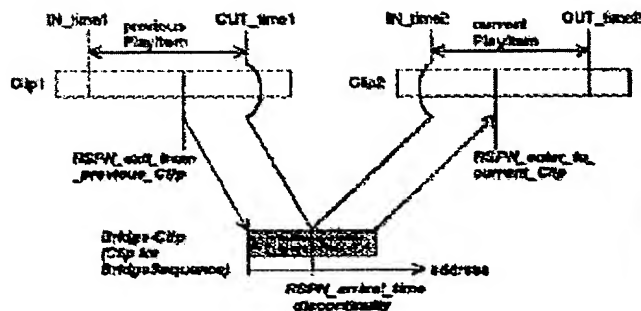 IN_time1
previous
PlayItem
OUT_time1
IN_time2
current
PlayItem
OUT_time2
Clip1
Clip2
RSPN_exit_from
_previous_Clip
RSPN_enter_to_
current_Clip
Bridge-Clip
(Clip for
BridgeSequence)
address
RSPN_arrival_time
discontinuity